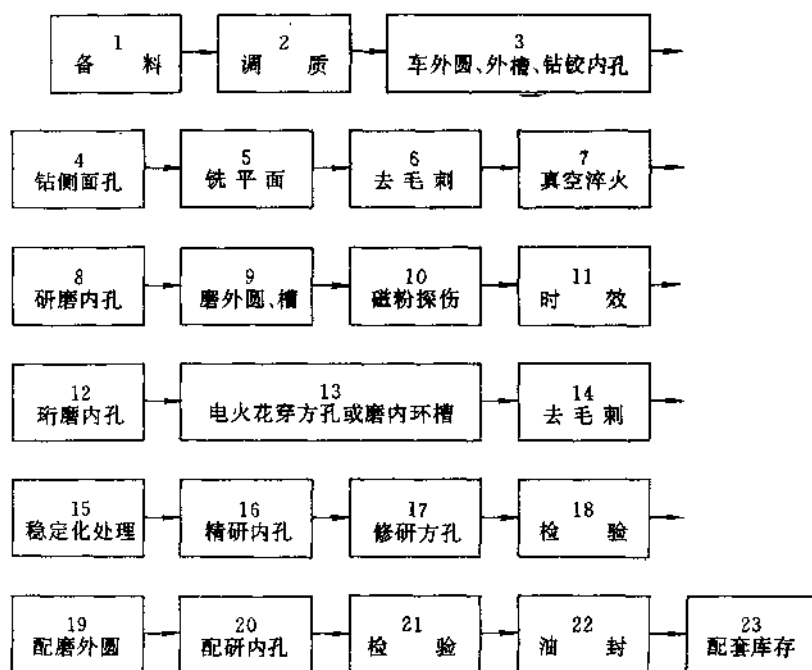 1
备 料
2
调 质
3
车外圆、外槽、钻铰内孔
4
钻侧面孔
5
铣平面
6
去毛刺
7
真空淬火
8
研磨内孔
9
磨外圆、槽
10
磁粉探伤
11
时 效
12
珩磨内孔
13
电火花穿方孔或磨内环槽
14
去毛刺
15
稳定化处理
16
精研内孔
17
修研方孔
18
检 验
19
配磨外圆
20
配研内孔
21
检 验
22
油 封
23
配套库存